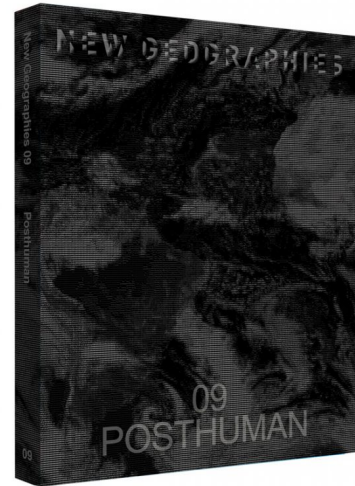 New Geographies 09
Posthuman
09
NEW GEOGRAPHIES
09
POSTHUMAN